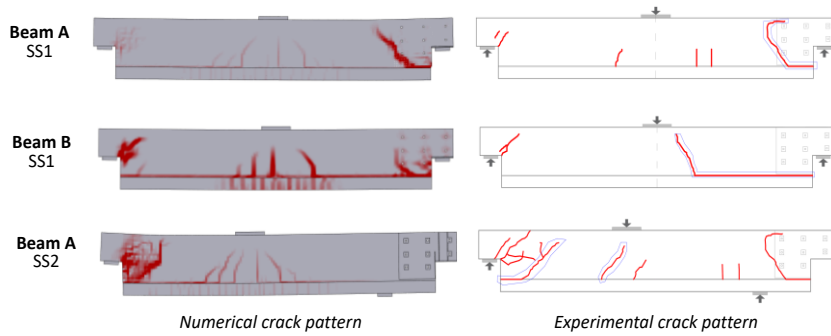 Beam A
SS1
Beam B
SS1
Beam A
SS2
Numerical crack pattern
Experimental crack pattern